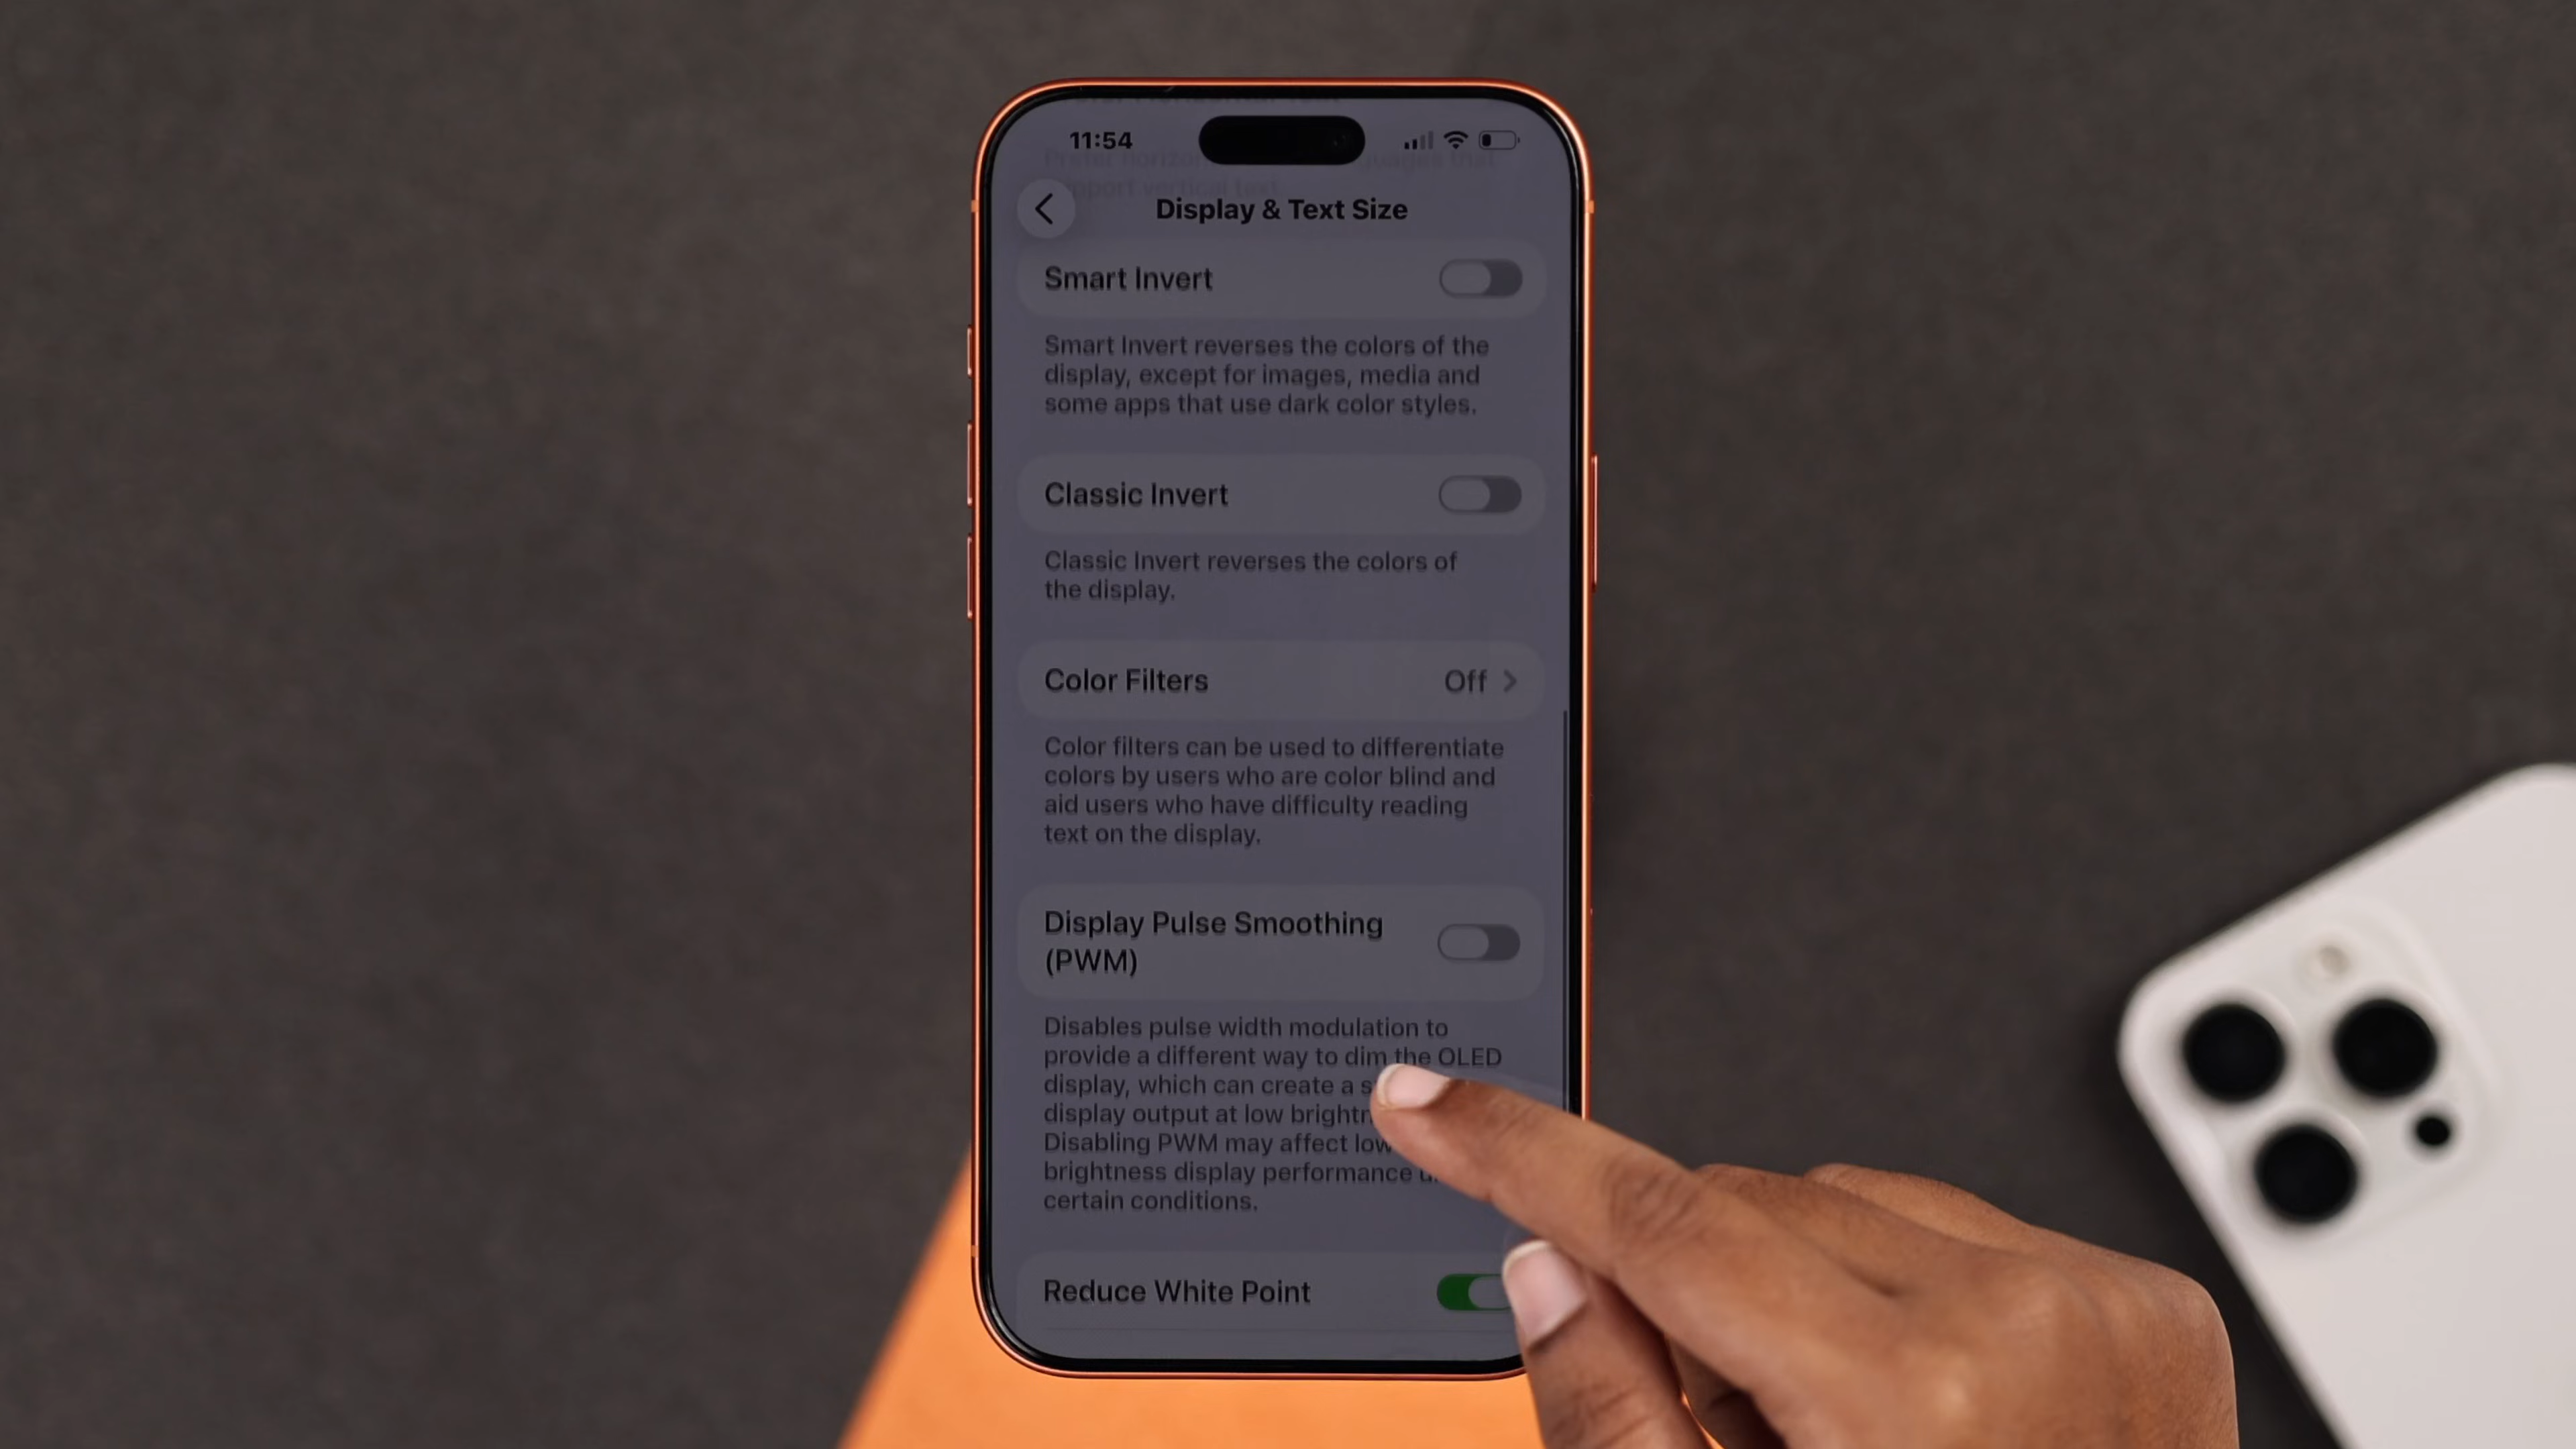 11:54
support vertical text.
Display & Text Size
Smart Invert
Smart Invert reverses the colors of the
display, except for images, media and
some apps that use dark color styles.
Classic Invert
Classic Invert reverses the colors of
the display.
Color Filters Off
Color filters can be used to differentiate
colors by users who are color blind and
aid users who have difficulty reading
text on the display.
Display Pulse Smoothing
(PWM)
Disables pulse width modulation to
provide a different way to dim the OLED
display, which can create a
display output at low
Disabling PWM may affect low
brightness display performance
certain conditions.
Reduce White Point